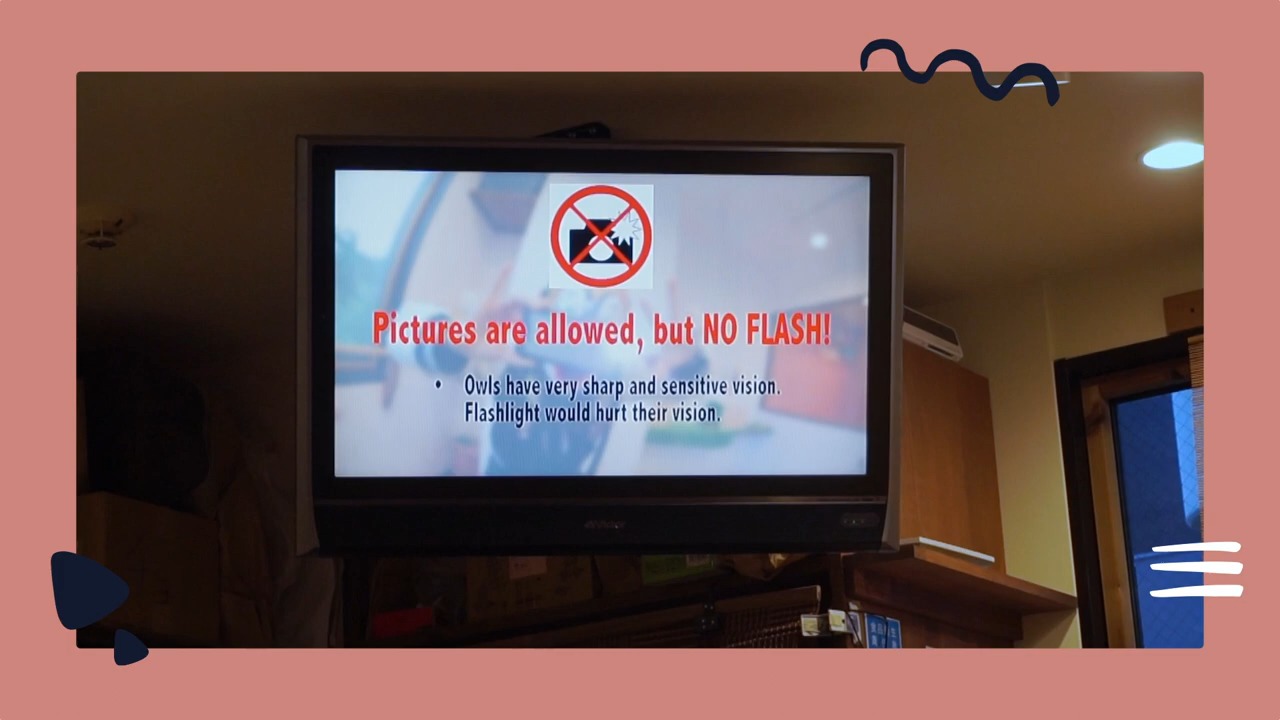 Pictures are allowed, but NO FLASH!
• Owls have very sharp and sensitive vision.
Flashlight would hurt their vision.